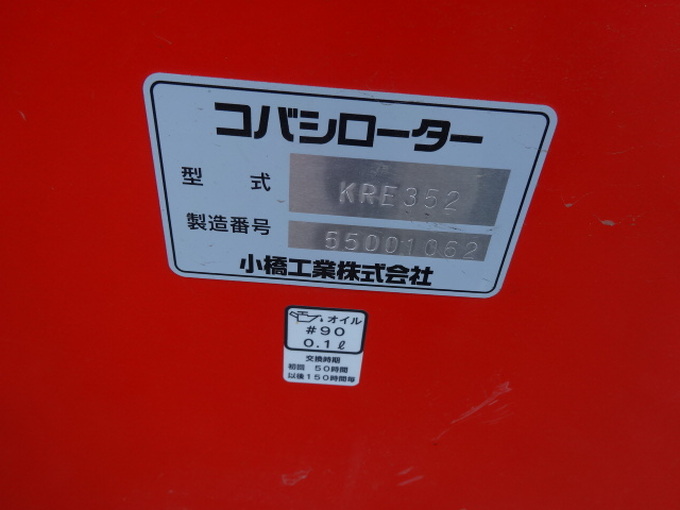 コバシローター
型式 KRE352
製造番号 55001062
小橋工業株式会社
オイル
#90
0.1ℓ
交換時期
初回 50時間
以後150時間毎